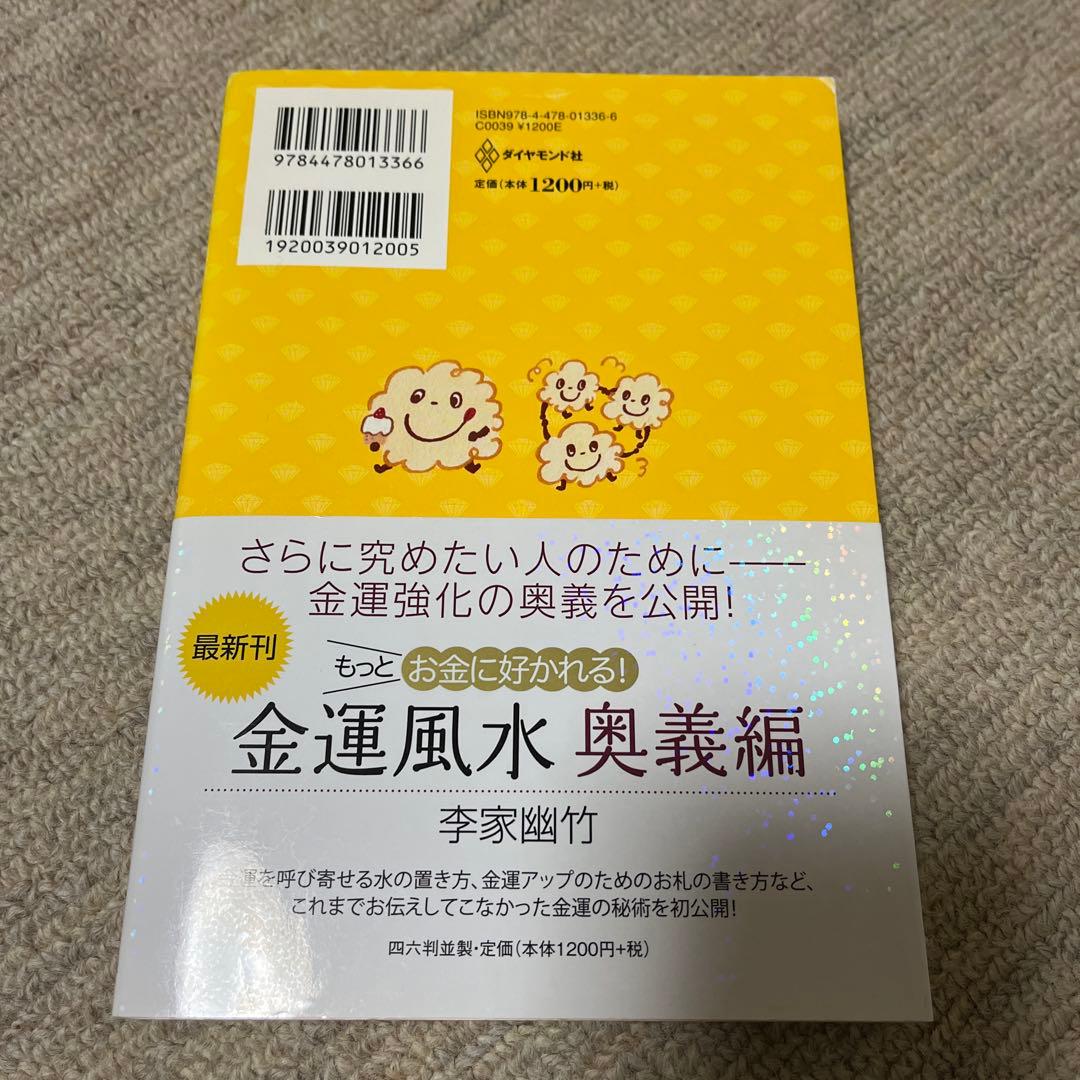 ISBN978-4-478-01336-6
C0039 ¥1200E
9784478013366
ダイヤモンド社
定価(本体1200円+税)
1920039012005
さらに究めたい人のために──
金運強化の奥義を公開!
最新刊
もっと お金に好かれる!
金運風水 奥義編
李家幽竹
運を呼び寄せる水の置き方、金運アップのためのお札の書き方など、
これまでお伝えしてこなかった金運の秘術を初公開!
四六判並製・定価(本体1200円+税)